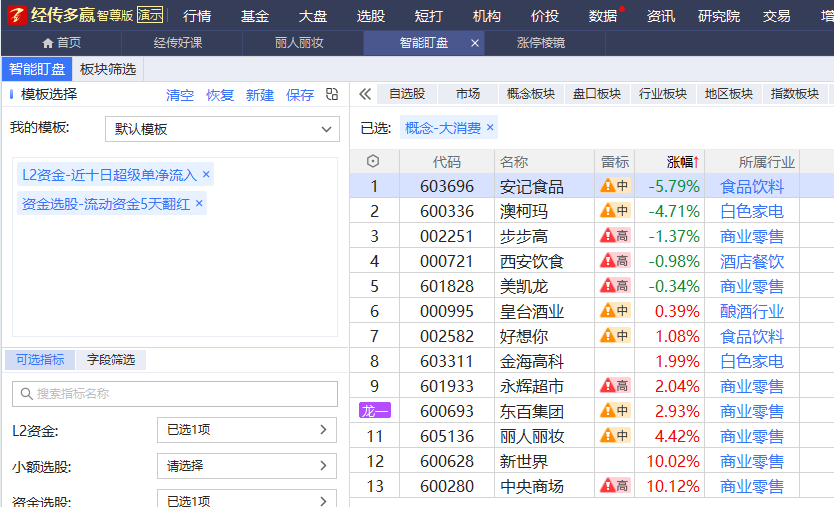 经传多赢 智尊版 演示 行情 基金 大盘 选股 短打 机构 价投 数据 资讯 研究院 交易
首页 经传好课 丽人丽妆 智能盯盘 × 涨停棱镜
智能盯盘 板块筛选
模板选择 清空 恢复 新建 保存
我的模板: 默认模板
L2资金-近十日超级单净流入 ×
资金选股-流动资金5天翻红 ×
可选指标 字段筛选
搜索指标名称
L2资金: 已选1项
小额选股: 请选择
资金选股: 已选1项
自选股 市场 概念板块 盘口板块 行业板块 地区板块 指数板块
已选: 概念-大消费 ×
代码 名称 雷标 涨幅↑ 所属行业
1 603696 安记食品 中 -5.79% 食品饮料
2 600336 澳柯玛 中 -4.71% 白色家电
3 002251 步步高 高 -1.37% 商业零售
4 000721 西安饮食 高 -0.98% 酒店餐饮
5 601828 美凯龙 高 -0.34% 商业零售
6 000995 皇台酒业 中 0.39% 酿酒行业
7 002582 好想你 中 1.08% 食品饮料
8 603311 金海高科 1.99% 白色家电
9 601933 永辉超市 高 2.04% 商业零售
龙一 600693 东百集团 中 2.93% 商业零售
11 605136 丽人丽妆 中 4.42% 商业零售
12 600628 新世界 10.02% 商业零售
13 600280 中央商场 高 10.12% 商业零售